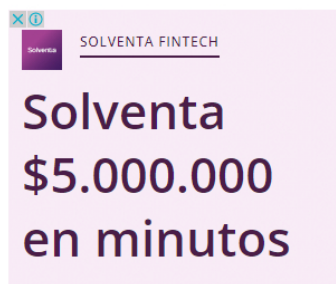 Solventa
SOLVENTA FINTECH
Solventa
$5.000.000
en minutos